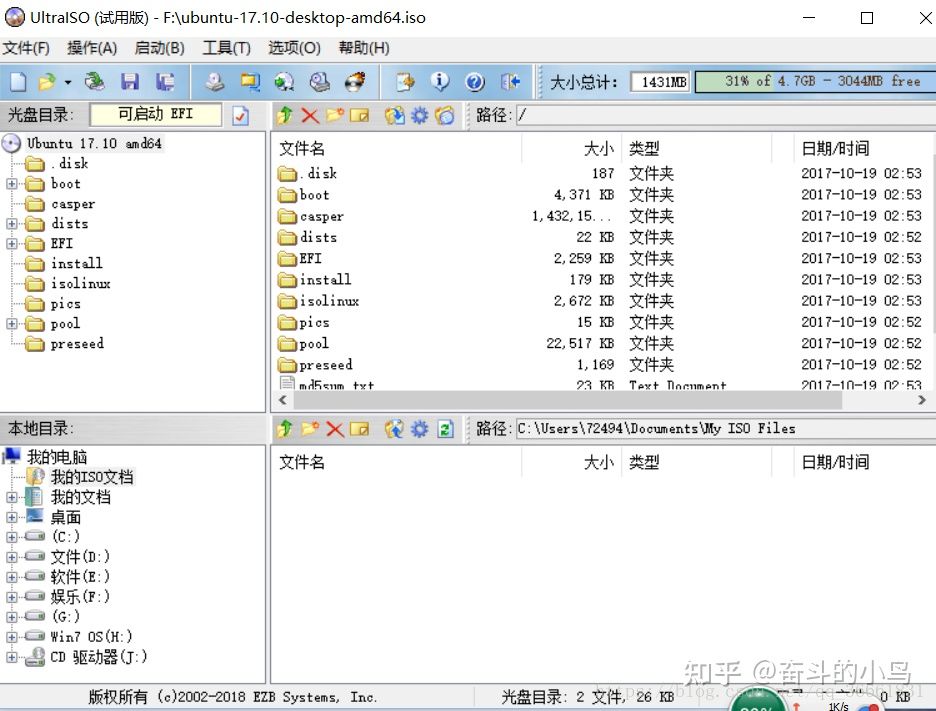 UltraISO (试用版) - F:\ubuntu-17.10-desktop-amd64.iso
文件(F) 操作(A) 启动(B) 工具(T) 选项(O) 帮助(H)
大小总计: 1431MB 31% of 4.7GB - 3044MB free
光盘目录: 可启动 EFI 路径: /
Ubuntu 17.10 amd64
.disk
boot
casper
dists
EFI
install
isolinux
pics
pool
preseed
文件名 大小 类型 日期/时间
.disk 187 文件夹 2017-10-19 02:53
boot 4,371 KB 文件夹 2017-10-19 02:53
casper 1,432,15... 文件夹 2017-10-19 02:53
dists 22 KB 文件夹 2017-10-19 02:52
EFI 2,259 KB 文件夹 2017-10-19 02:53
install 179 KB 文件夹 2017-10-19 02:53
isolinux 2,672 KB 文件夹 2017-10-19 02:53
pics 15 KB 文件夹 2017-10-19 02:52
pool 22,517 KB 文件夹 2017-10-19 02:52
preseed 1,169 文件夹 2017-10-19 02:52
md5sum.txt 23 KB Text Document 2017-10-19 02:53
本地目录: 路径: C:\Users\72494\Documents\My ISO Files
我的电脑
我的ISO文档
我的文档
桌面
(C:)
文件(D:)
软件(E:)
娱乐(F:)
(G:)
Win7 OS(H:)
CD 驱动器(J:)
文件名 大小 类型 日期/时间
知乎 @奋斗的小鸟
版权所有 (c)2002-2018 EZB Systems, Inc. 光盘目录: 2 文件, 26 KB 0 KB
1K/s